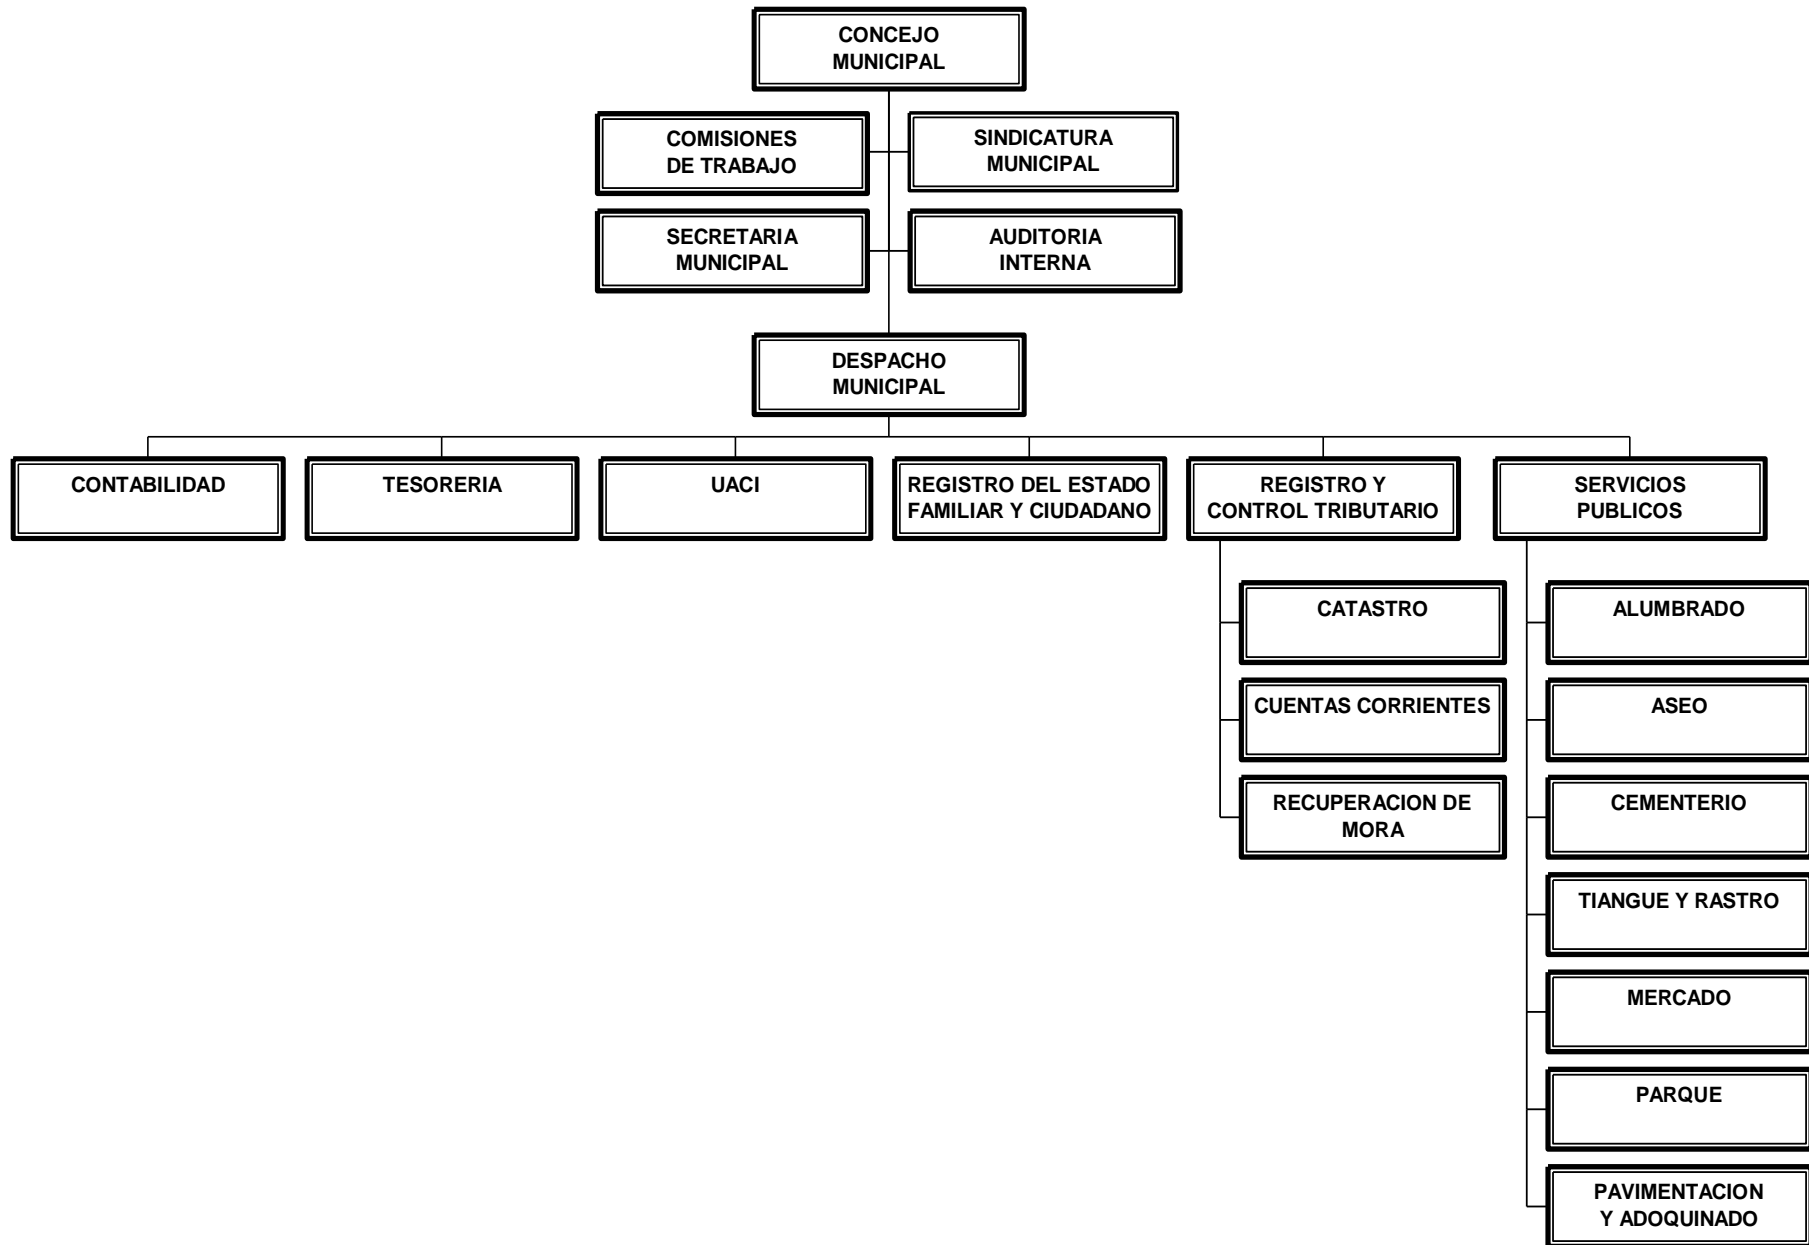 CONCEJO
MUNICIPAL
COMISIONES
DE TRABAJO
SINDICATURA
MUNICIPAL
SECRETARIA
MUNICIPAL
AUDITORIA
INTERNA
DESPACHO
MUNICIPAL
CONTABILIDAD
TESORERIA
UACI
REGISTRO DEL ESTADO
FAMILIAR Y CIUDADANO
REGISTRO Y
CONTROL TRIBUTARIO
SERVICIOS
PUBLICOS
CATASTRO
CUENTAS CORRIENTES
RECUPERACION DE
MORA
ALUMBRADO
ASEO
CEMENTERIO
TIANGUE Y RASTRO
MERCADO
PARQUE
PAVIMENTACION
Y ADOQUINADO